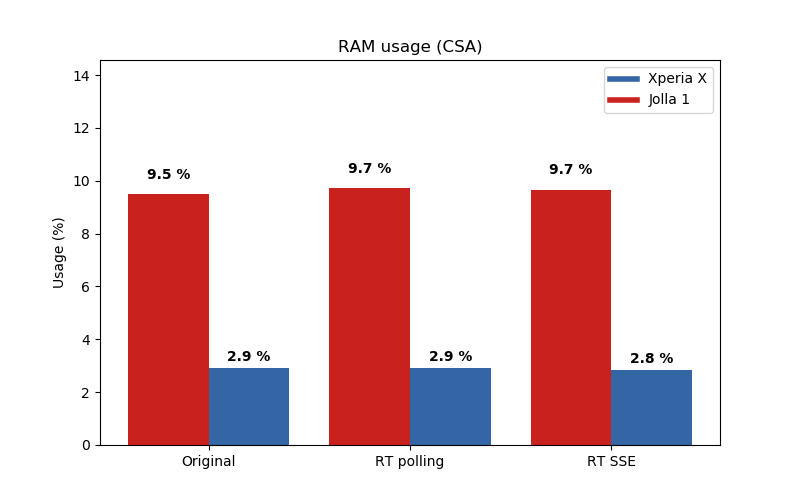 RAM usage (CSA)
Xperia X
Jolla 1
Usage (%)
14
12
10
8
6
4
2
0
9.5 %
2.9 %
9.7 %
2.9 %
9.7 %
2.8 %
Original
RT polling
RT SSE